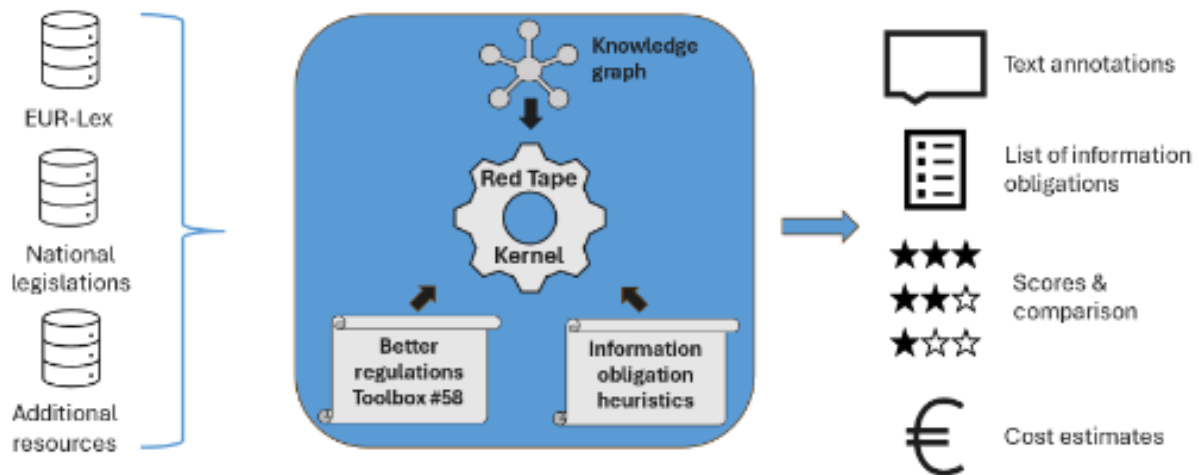 EUR-Lex
National
legislations
Additional
resources
Knowledge
graph
Red Tape
Kernel
Better
regulations
Toolbox #58
Information
obligation
heuristics
Text annotations
List of information
obligations
Scores &
comparison
€
Cost estimates